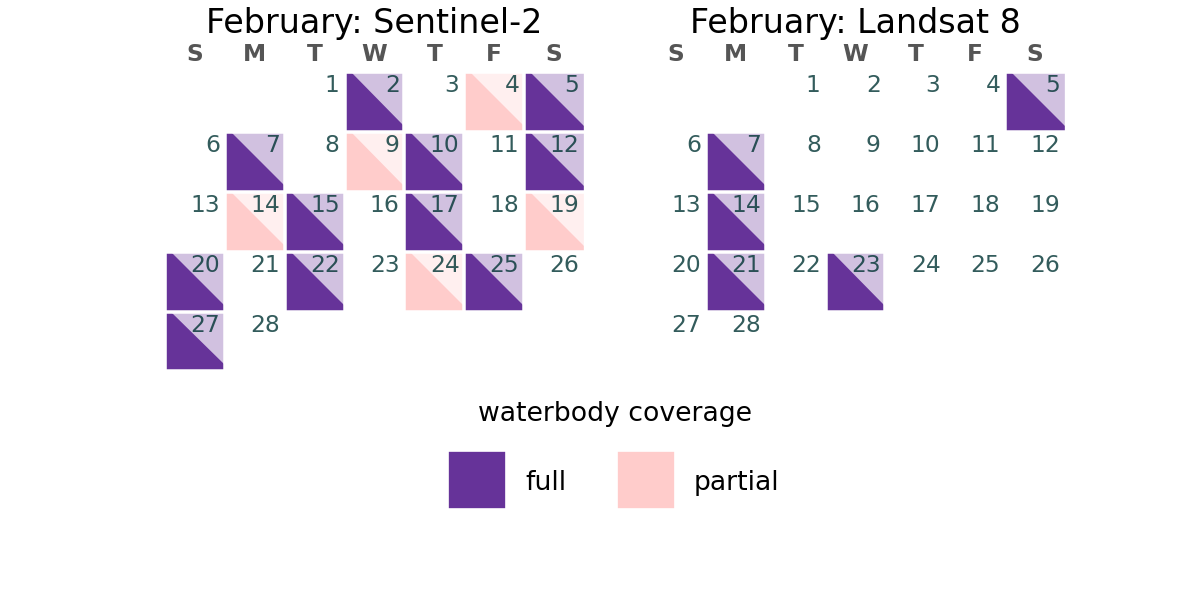 February: Sentinel-2
S M T W T F S
1 2 3 4 5
6 7 8 9 10 11 12
13 14 15 16 17 18 19
20 21 22 23 24 25 26
27 28
February: Landsat 8
S M T W T F S
1 2 3 4 5
6 7 8 9 10 11 12
13 14 15 16 17 18 19
20 21 22 23 24 25 26
27 28
waterbody coverage
full partial